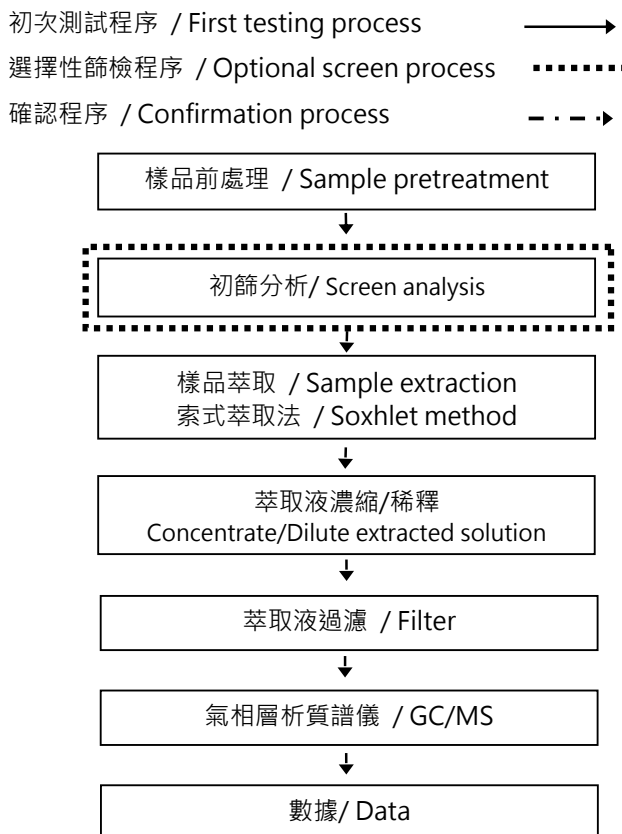 初次測試程序 / First testing process
選擇性篩檢程序 / Optional screen process
確認程序 / Confirmation process
樣品前處理 / Sample pretreatment
初篩分析/ Screen analysis
樣品萃取 / Sample extraction
索式萃取法 / Soxhlet method
萃取液濃縮/稀釋
Concentrate/Dilute extracted solution
萃取液過濾 / Filter
氣相層析質譜儀 / GC/MS
數據/ Data